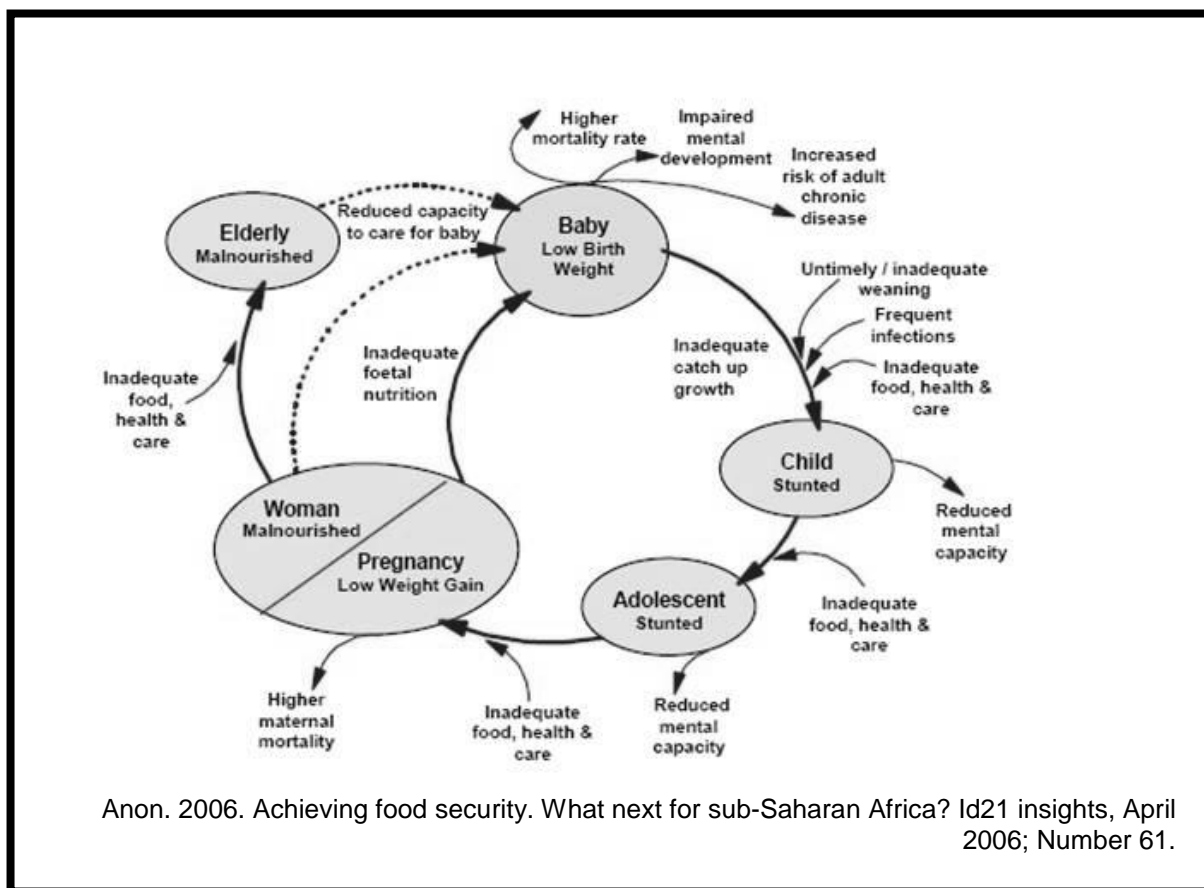 Higher
mortality rate
Impaired
mental
development
Increased
risk of adult
chronic
disease
Elderly
Malnourished
Reduced capacity
to care for baby
Baby
Low Birth
Weight
Untimely / inadequate
weaning
Frequent
infections
Inadequate
food, health &
care
Inadequate
catch up
growth
Inadequate
foetal
nutrition
Inadequate
food,
health &
care
Child
Stunted
Reduced
mental
capacity
Woman
Malnourished
Pregnancy
Low Weight Gain
Adolescent
Stunted
Inadequate
food, health &
care
Higher
maternal
mortality
Inadequate
food, health &
care
Reduced
mental
capacity
Anon. 2006. Achieving food security. What next for sub-Saharan Africa? Id21 insights, April
2006; Number 61.